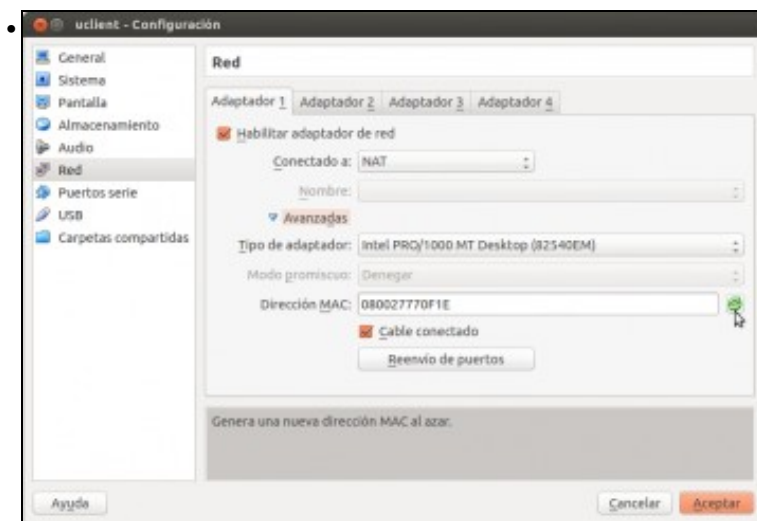 uclient - Configuración
General
Sistema
Pantalla
Almacenamiento
Audio
Red
Puertos serie
USB
Carpetas compartidas
Red
Adaptador 1 Adaptador 2 Adaptador 3 Adaptador 4
Habilitar adaptador de red
Conectado a: NAT
Nombre:
Avanzadas
Tipo de adaptador: Intel PRO/1000 MT Desktop (82540EM)
Modo promiscuo: Denegar
Dirección MAC: 080027770F1E
Cable conectado
Reenvío de puertos
Genera una nueva dirección MAC al azar.
Ayuda Cancelar Aceptar